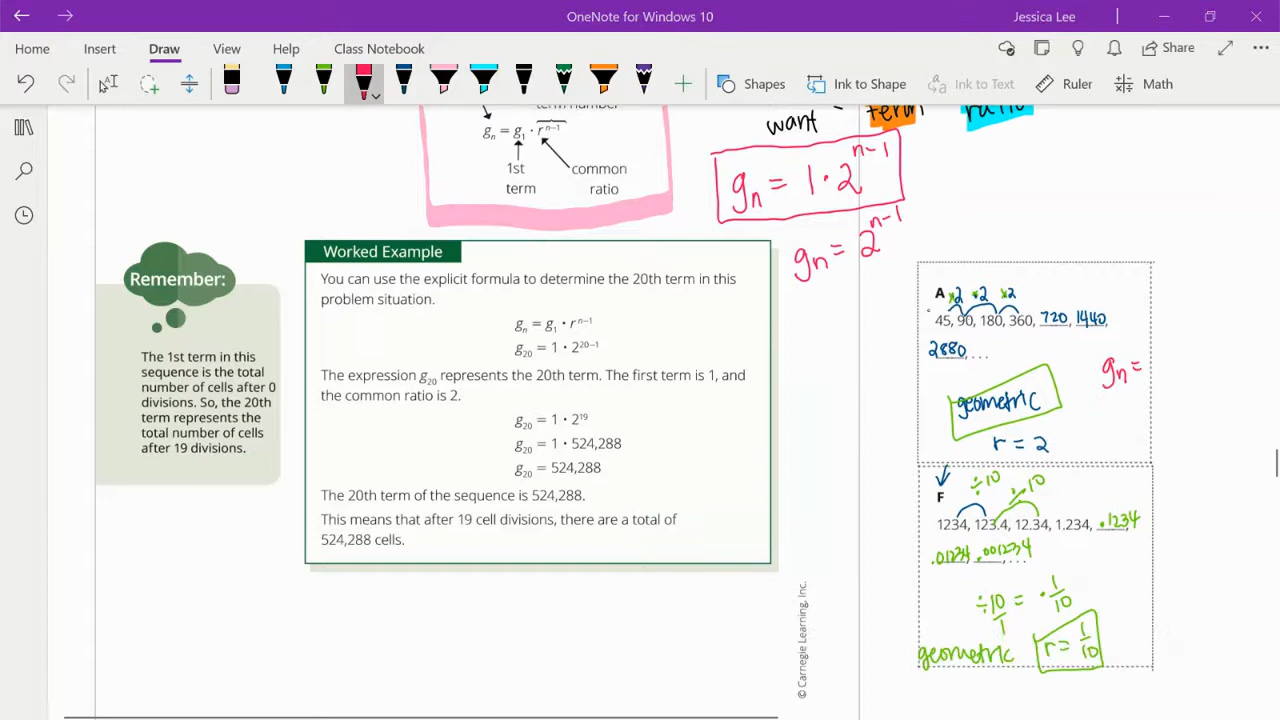 OneNote for Windows 10
Jessica Lee
Home Insert Draw View Help Class Notebook
Share
Shapes Ink to Shape Ink to Text Ruler Math
term number
gₙ = g₁ · rⁿ⁻¹
1st term
common ratio
want term ratio
gₙ = 1 · 2ⁿ⁻¹
gₙ = 2ⁿ⁻¹
Remember:
The 1st term in this
sequence is the total
number of cells after 0
divisions. So, the 20th
term represents the
total number of cells
after 19 divisions.
Worked Example
You can use the explicit formula to determine the 20th term in this
problem situation.
gₙ = g₁ · rⁿ⁻¹
g₂₀ = 1 · 2²⁰⁻¹
The expression g₂₀ represents the 20th term. The first term is 1, and
the common ratio is 2.
g₂₀ = 1 · 2¹⁹
g₂₀ = 1 · 524,288
g₂₀ = 524,288
The 20th term of the sequence is 524,288.
This means that after 19 cell divisions, there are a total of
524,288 cells.
© Carnegie Learning, Inc.
A ×2 ×2 ×2
45, 90, 180, 360, 720, 1440,
2880, . . .
gₙ =
geometric
r = 2
F ÷10 ÷10
1234, 123.4, 12.34, 1.234, .1234
.01234, .001234, . . .
÷10/1 = · 1/10
geometric r = 1/10